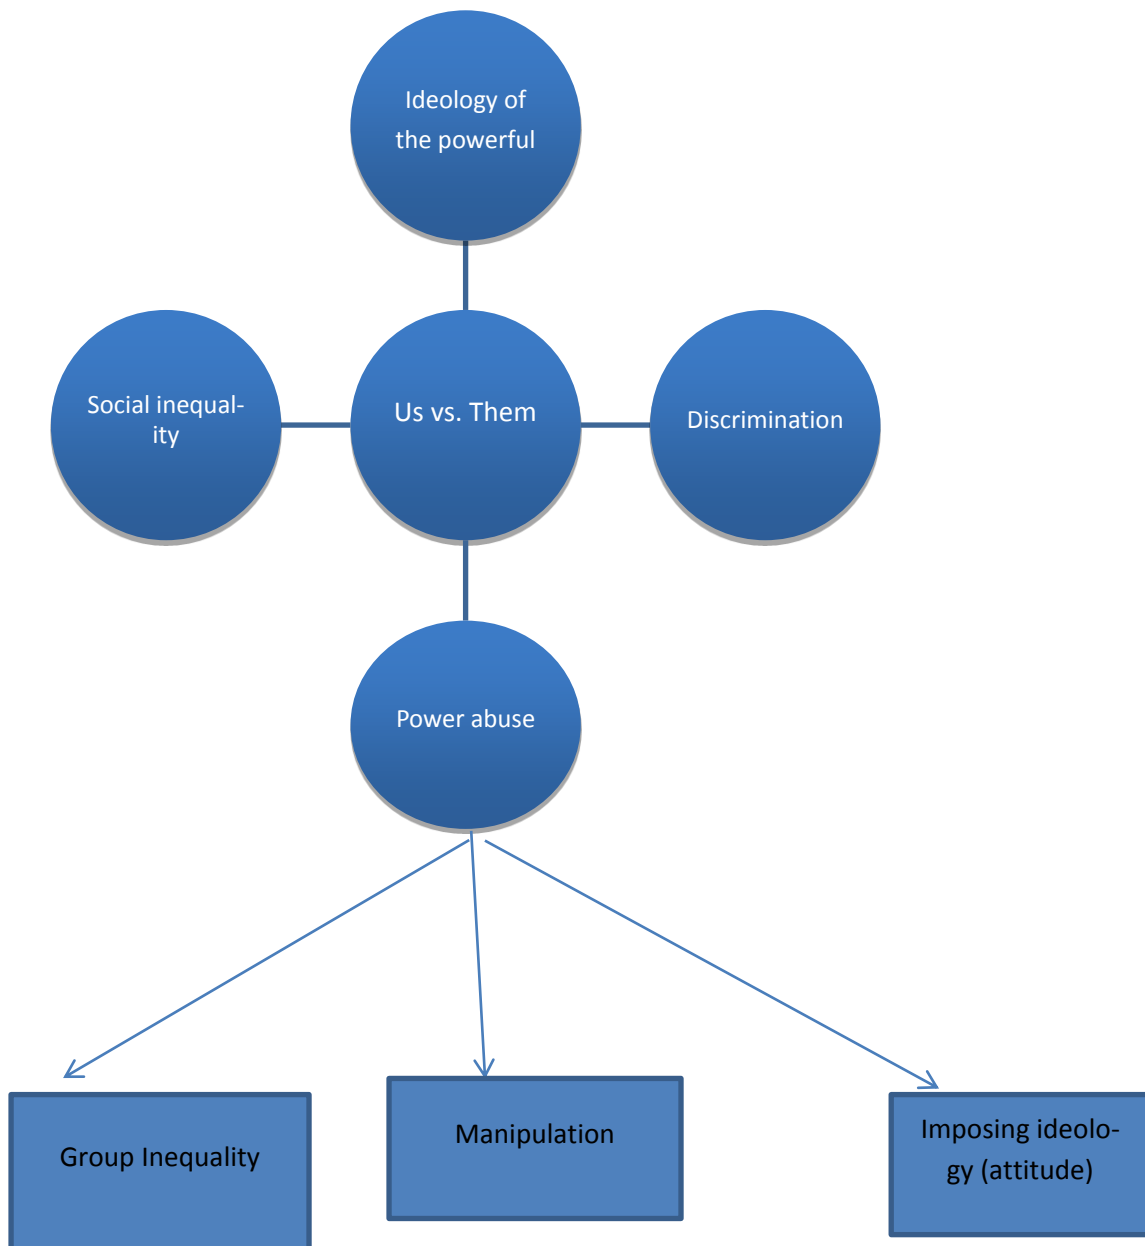 Ideology of
the powerful
Social inequal-
ity
Us vs. Them
Discrimination
Power abuse
Group Inequality
Manipulation
Imposing ideolo-
gy (attitude)